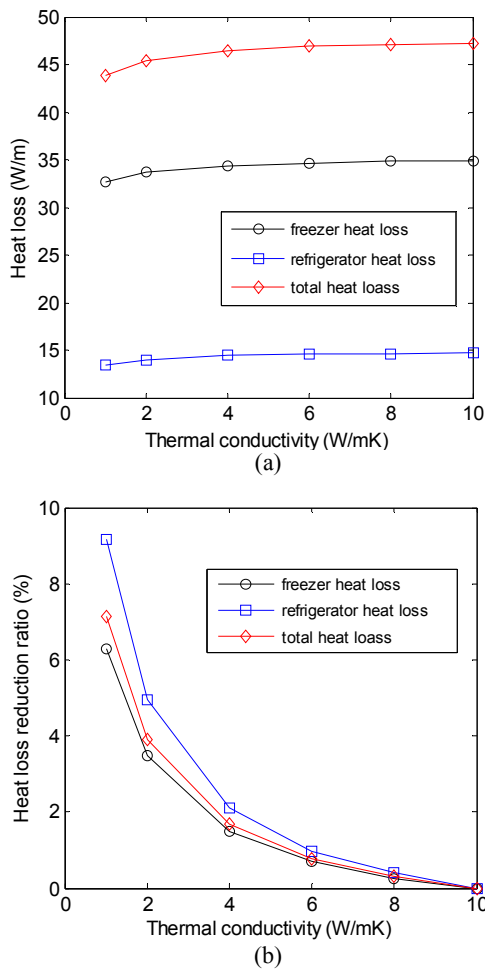 50
45
40
35
30
25
20
15
10
Heat loss (W/m)
freezer heat loss
refrigerator heat loss
total heat loass
0 2 4 6 8 10
Thermal conductivity (W/mK)
(a)
10
8
6
4
2
0
Heat loss reduction ratio (%)
freezer heat loss
refrigerator heat loss
total heat loass
0 2 4 6 8 10
Thermal conductivity (W/mK)
(b)